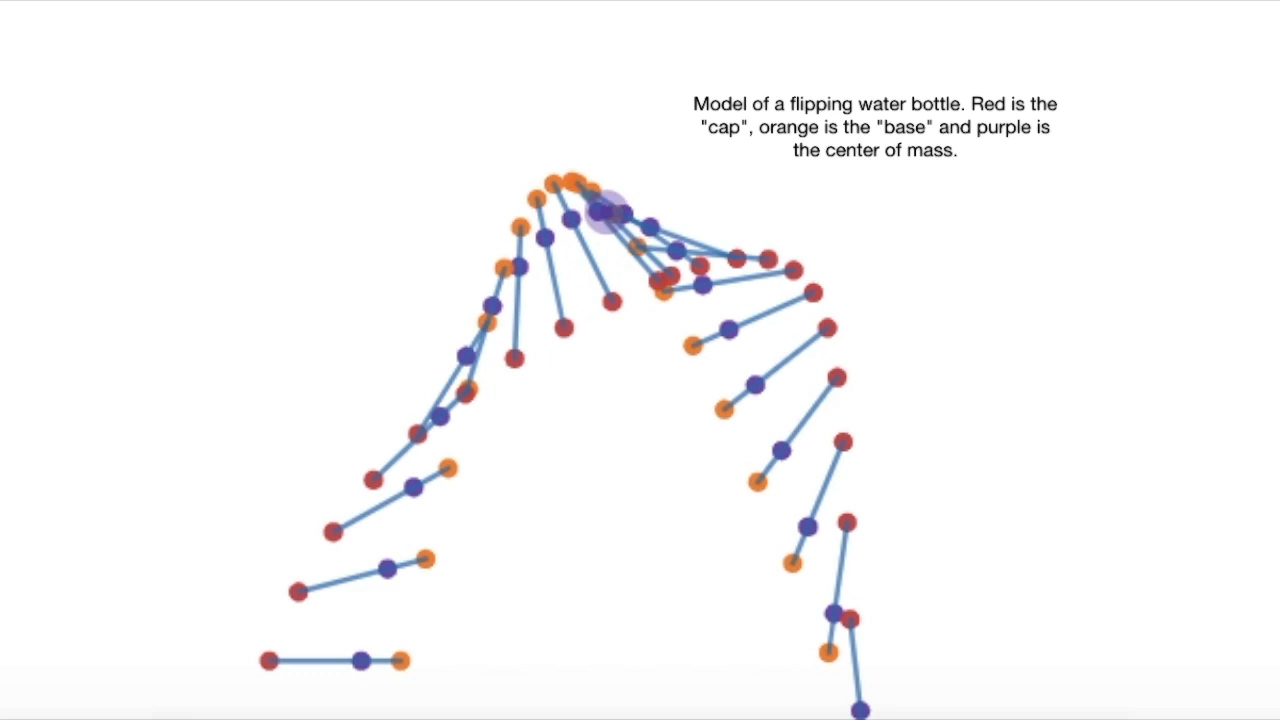 Model of a flipping water bottle. Red is the
"cap", orange is the "base" and purple is
the center of mass.